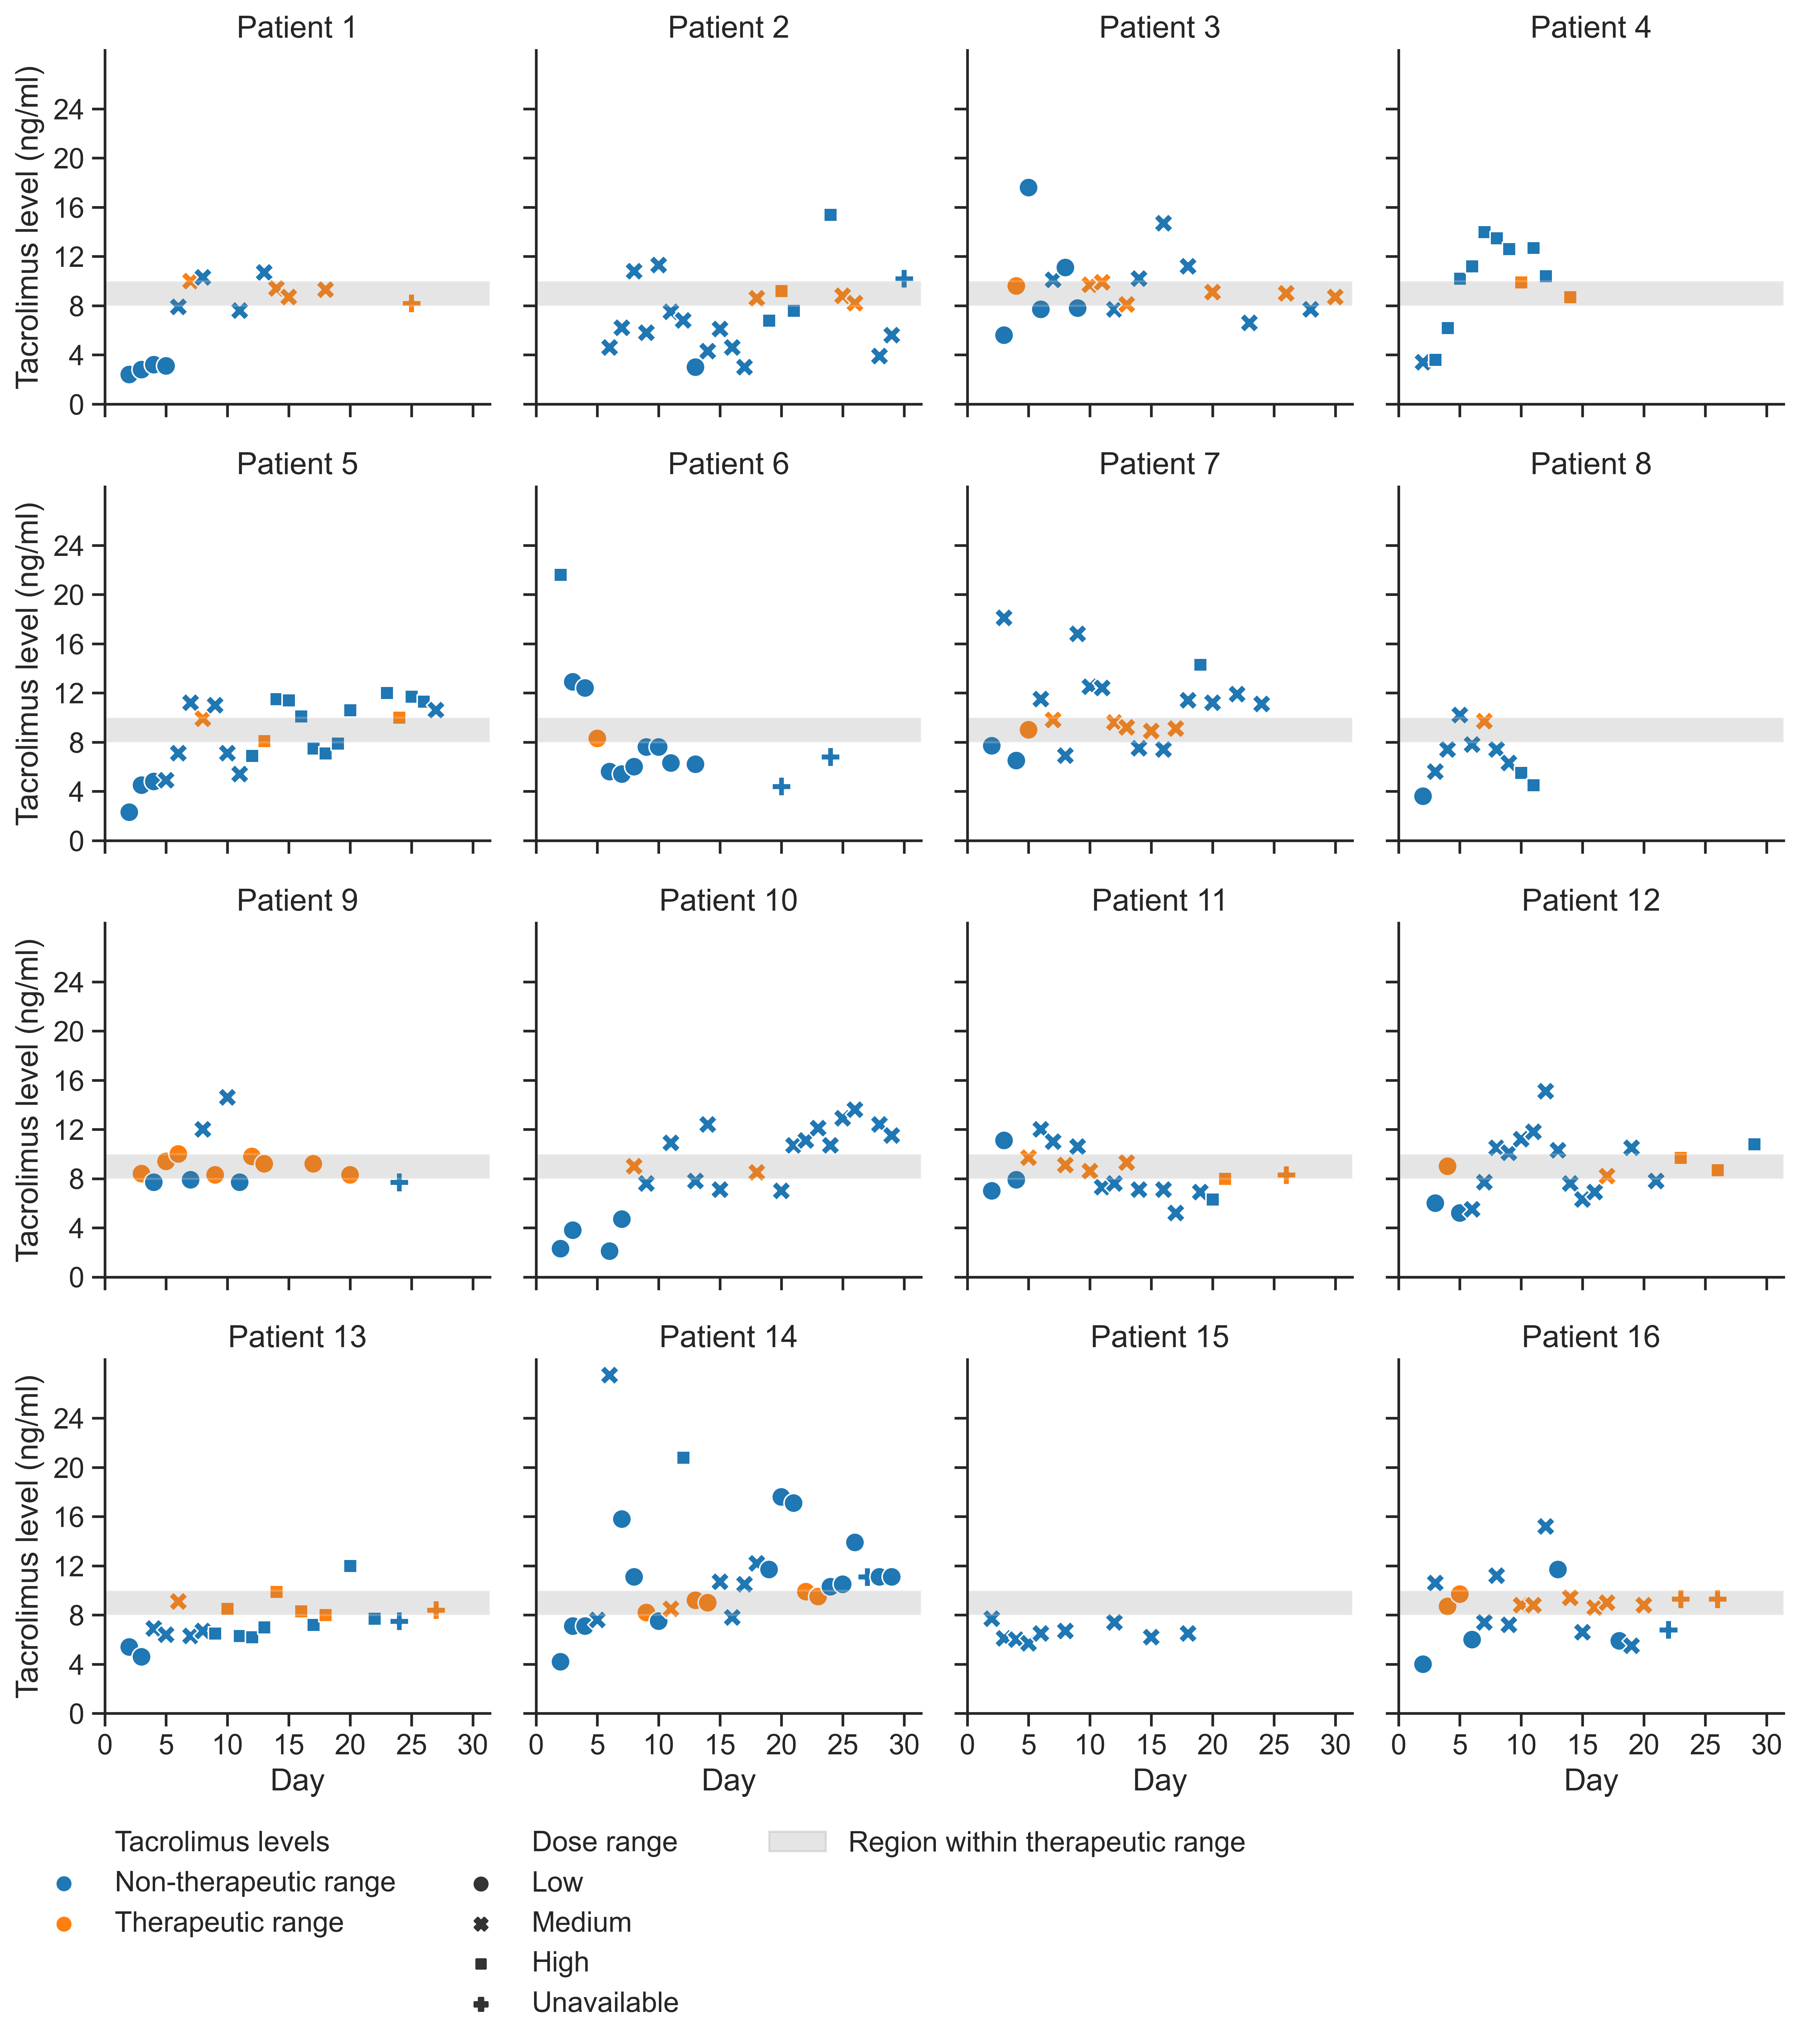 Patient 1 Patient 2 Patient 3 Patient 4
Tacrolimus level (ng/ml)
24
20
16
12
8
4
0
Patient 5 Patient 6 Patient 7 Patient 8
Tacrolimus level (ng/ml)
24
20
16
12
8
4
0
Patient 9 Patient 10 Patient 11 Patient 12
Tacrolimus level (ng/ml)
24
20
16
12
8
4
0
Patient 13 Patient 14 Patient 15 Patient 16
Tacrolimus level (ng/ml)
24
20
16
12
8
4
0
0 5 10 15 20 25 30 0 5 10 15 20 25 30 0 5 10 15 20 25 30 0 5 10 15 20 25 30
Day Day Day Day
Tacrolimus levels
Non-therapeutic range
Therapeutic range
Dose range
Low
Medium
High
Unavailable
Region within therapeutic range